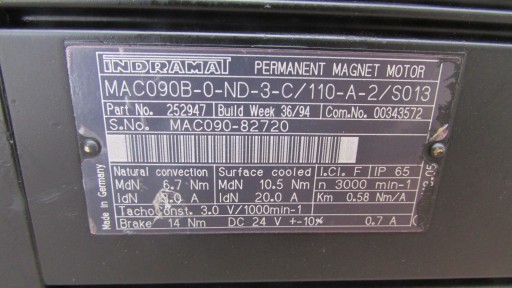 INDRAMAT PERMANENT MAGNET MOTOR
MAC090B-0-ND-3-C/110-A-2/S013
Part No. 252947 Build Week 36/94 Com.No. 00343572
S.No. MAC090-82720
Natural convection Surface cooled I.Cl. F IP 65
MdN 6.7 Nm MdN 10.5 Nm n 3000 min-1
IdN A IdN 20.0 A Km 0.58 Nm/A
TachoConst. 3.0 V/1000min-1
Brake 14 Nm DC 24 V +-10% 0.7 A
Made in Germany